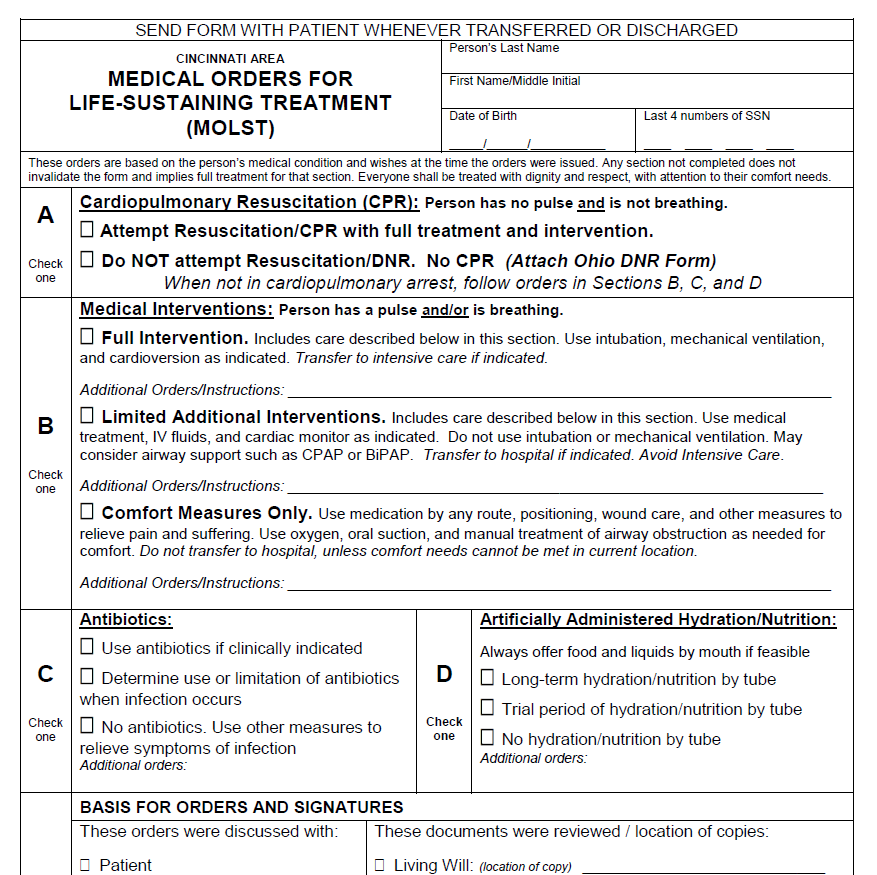 SEND FORM WITH PATIENT WHENEVER TRANSFERRED OR DISCHARGED
CINCINNATI AREA
MEDICAL ORDERS FOR
LIFE-SUSTAINING TREATMENT
(MOLST)
Person's Last Name
First Name/Middle Initial
Date of Birth
_____/______/___________
Last 4 numbers of SSN
____ ____ ____ ____
These orders are based on the person's medical condition and wishes at the time the orders were issued. Any section not completed does not
invalidate the form and implies full treatment for that section. Everyone shall be treated with dignity and respect, with attention to their comfort needs.
A
Check
one
Cardiopulmonary Resuscitation (CPR): Person has no pulse and is not breathing.
☐ Attempt Resuscitation/CPR with full treatment and intervention.
☐ Do NOT attempt Resuscitation/DNR. No CPR (Attach Ohio DNR Form)
When not in cardiopulmonary arrest, follow orders in Sections B, C, and D
B
Check
one
Medical Interventions: Person has a pulse and/or is breathing.
☐ Full Intervention. Includes care described below in this section. Use intubation, mechanical ventilation,
and cardioversion as indicated. Transfer to intensive care if indicated.
Additional Orders/Instructions: ____________________
☐ Limited Additional Interventions. Includes care described below in this section. Use medical
treatment, IV fluids, and cardiac monitor as indicated. Do not use intubation or mechanical ventilation. May
consider airway support such as CPAP or BiPAP. Transfer to hospital if indicated. Avoid Intensive Care.
Additional Orders/Instructions: ____________________
☐ Comfort Measures Only. Use medication by any route, positioning, wound care, and other measures to
relieve pain and suffering. Use oxygen, oral suction, and manual treatment of airway obstruction as needed for
comfort. Do not transfer to hospital, unless comfort needs cannot be met in current location.
Additional Orders/Instructions: ____________________
C
Check
one
Antibiotics:
☐ Use antibiotics if clinically indicated
☐ Determine use or limitation of antibiotics
when infection occurs
☐ No antibiotics. Use other measures to
relieve symptoms of infection
Additional orders:
D
Check
one
Artificially Administered Hydration/Nutrition:
Always offer food and liquids by mouth if feasible
☐ Long-term hydration/nutrition by tube
☐ Trial period of hydration/nutrition by tube
☐ No hydration/nutrition by tube
Additional orders:
BASIS FOR ORDERS AND SIGNATURES
These orders were discussed with:
☐ Patient
These documents were reviewed / location of copies:
☐ Living Will: (location of copy) ____________________